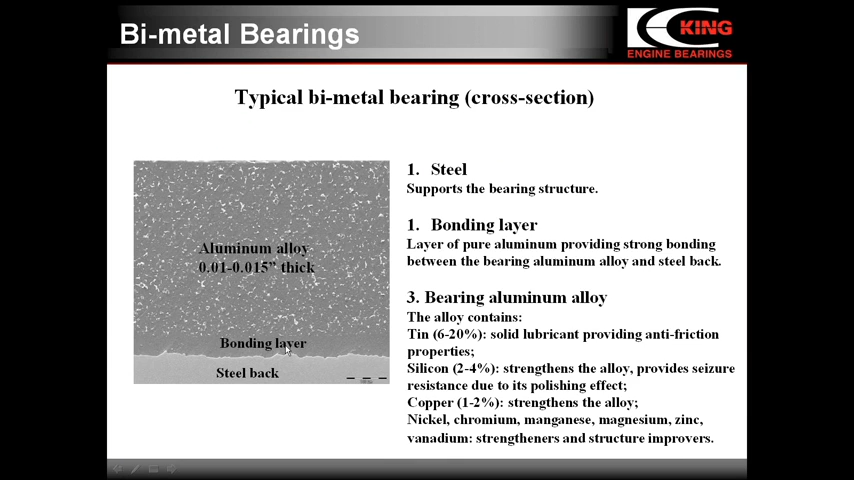 Bi-metal Bearings
KING
ENGINE BEARINGS
Typical bi-metal bearing (cross-section)
Aluminum alloy
0.01-0.015” thick
Bonding layer
Steel back
1. Steel
Supports the bearing structure.
1. Bonding layer
Layer of pure aluminum providing strong bonding
between the bearing aluminum alloy and steel back.
3. Bearing aluminum alloy
The alloy contains:
Tin (6-20%): solid lubricant providing anti-friction
properties;
Silicon (2-4%): strengthens the alloy, provides seizure
resistance due to its polishing effect;
Copper (1-2%): strengthens the alloy;
Nickel, chromium, manganese, magnesium, zinc,
vanadium: strengtheners and structure improvers.